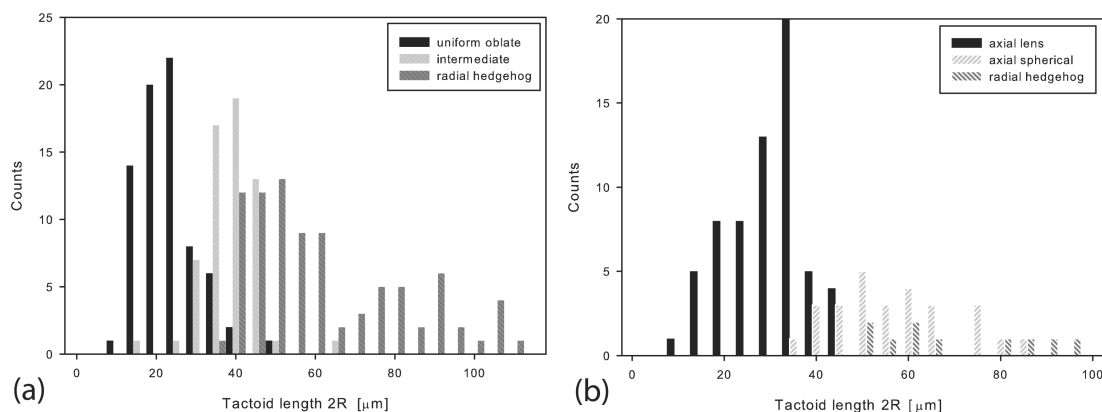 25
20
15
10
5
0
Counts
uniform oblate
intermediate
radial hedgehog
0 20 40 60 80 100
Tactoid length 2R [μm]
(a)
20
15
10
5
0
Counts
axial lens
axial spherical
radial hedgehog
0 20 40 60 80 100
Tactoid length 2R [μm]
(b)